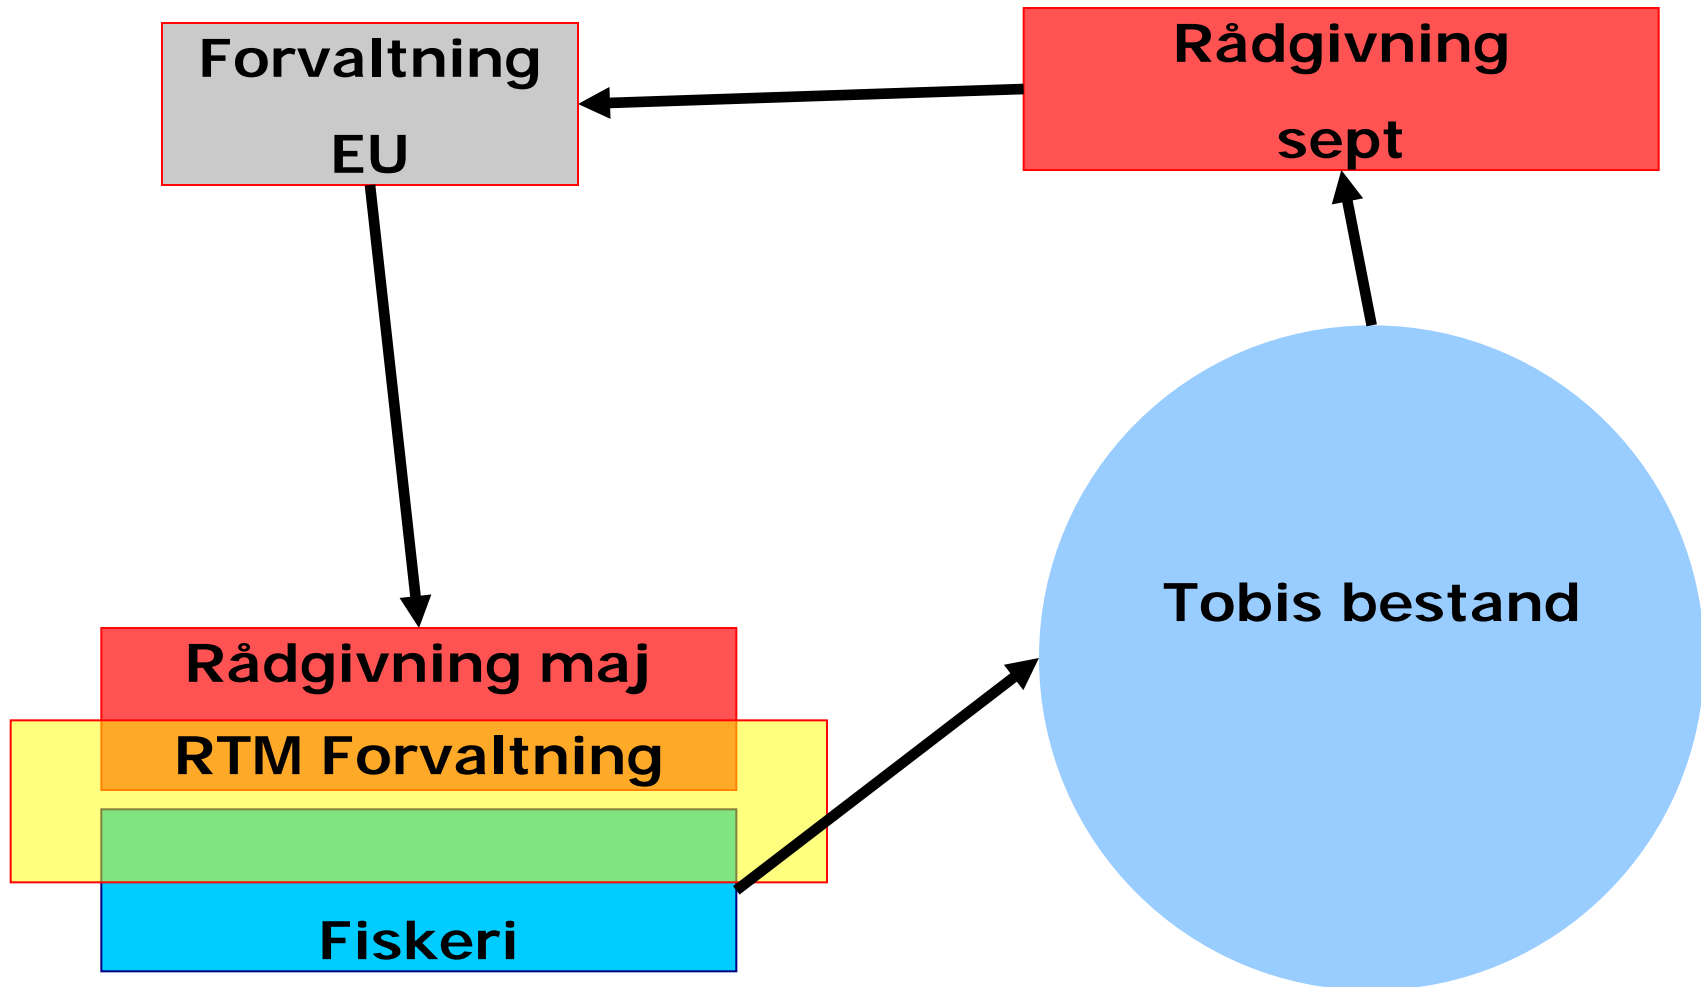 Forvaltning
EU
Rådgivning
sept
Tobis bestand
Rådgivning maj
RTM Forvaltning
Fiskeri